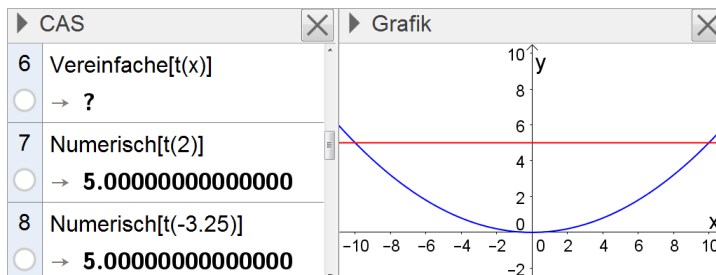 CAS
6 Vereinfache[t(x)]
→ ?
7 Numerisch[t(2)]
→ 5.00000000000000
8 Numerisch[t(-3.25)]
→ 5.00000000000000
Grafik
y
10
8
6
4
2
0
-2
x
-10 -8 -6 -4 -2 0 2 4 6 8 10